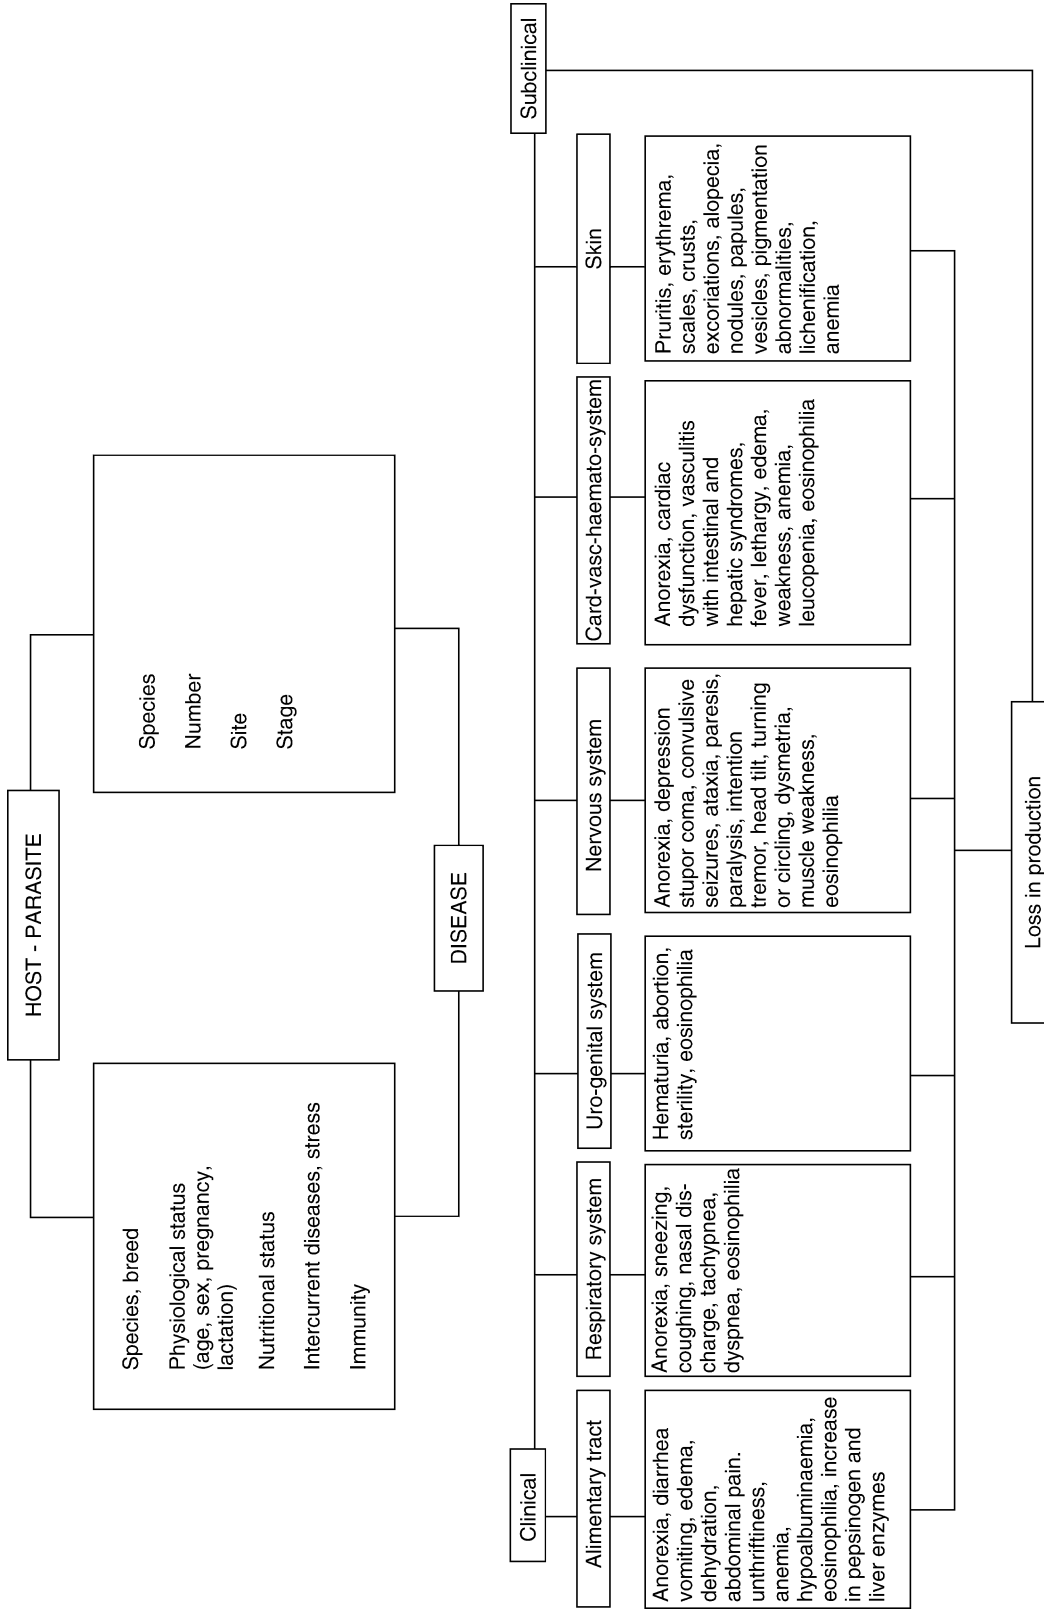 HOST - PARASITE
Species, breed
Physiological status
(age, sex, pregnancy,
lactation)
Nutritional status
Intercurrent diseases, stress
Immunity
Species
Number
Site
Stage
DISEASE
Clinical
Subclinical
Alimentary tract
Anorexia, diarrhea
vomiting, edema,
dehydration,
abdominal pain.
unthriftiness,
anemia,
hypoalbuminaemia,
eosinophilia, increase
in pepsinogen and
liver enzymes
Respiratory system
Anorexia, sneezing,
coughing, nasal dis-
charge, tachypnea,
dyspnea, eosinophilia
Uro-genital system
Hematuria, abortion,
sterility, eosinophilia
Nervous system
Anorexia, depression
stupor coma, convulsive
seizures, ataxia, paresis,
paralysis, intention
tremor, head tilt, turning
or circling, dysmetria,
muscle weakness,
eosinophilia
Card-vasc-haemato-system
Anorexia, cardiac
dysfunction, vasculitis
with intestinal and
hepatic syndromes,
fever, lethargy, edema,
weakness, anemia,
leucopenia, eosinophilia
Skin
Pruritis, erythrema,
scales, crusts,
excoriations, alopecia,
nodules, papules,
vesicles, pigmentation
abnormalities,
lichenification,
anemia
Loss in production